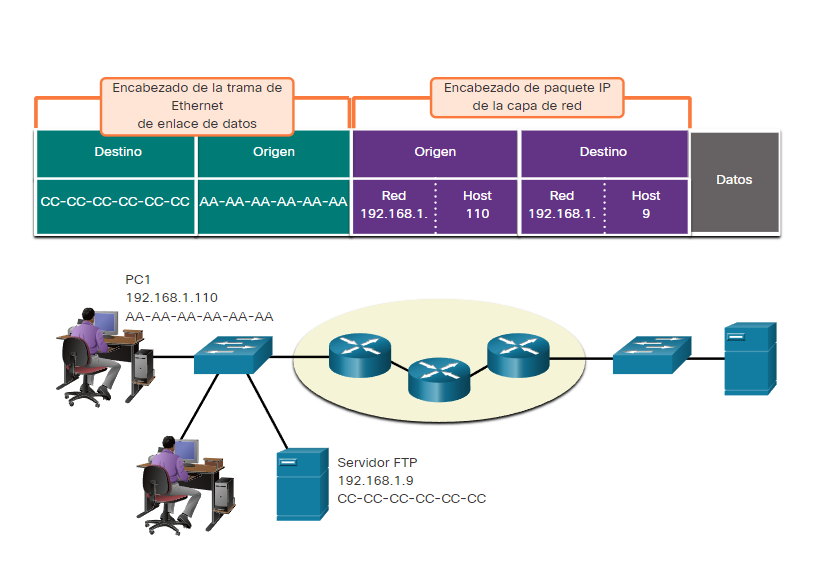 Encabezado de la trama de
Ethernet
de enlace de datos
Encabezado de paquete IP
de la capa de red
Destino
Origen
Origen
Destino
Datos
CC-CC-CC-CC-CC-CC
AA-AA-AA-AA-AA-AA
Red
192.168.1.
Host
110
Red
192.168.1.
Host
9
PC1
192.168.1.110
AA-AA-AA-AA-AA-AA
Servidor FTP
192.168.1.9
CC-CC-CC-CC-CC-CC